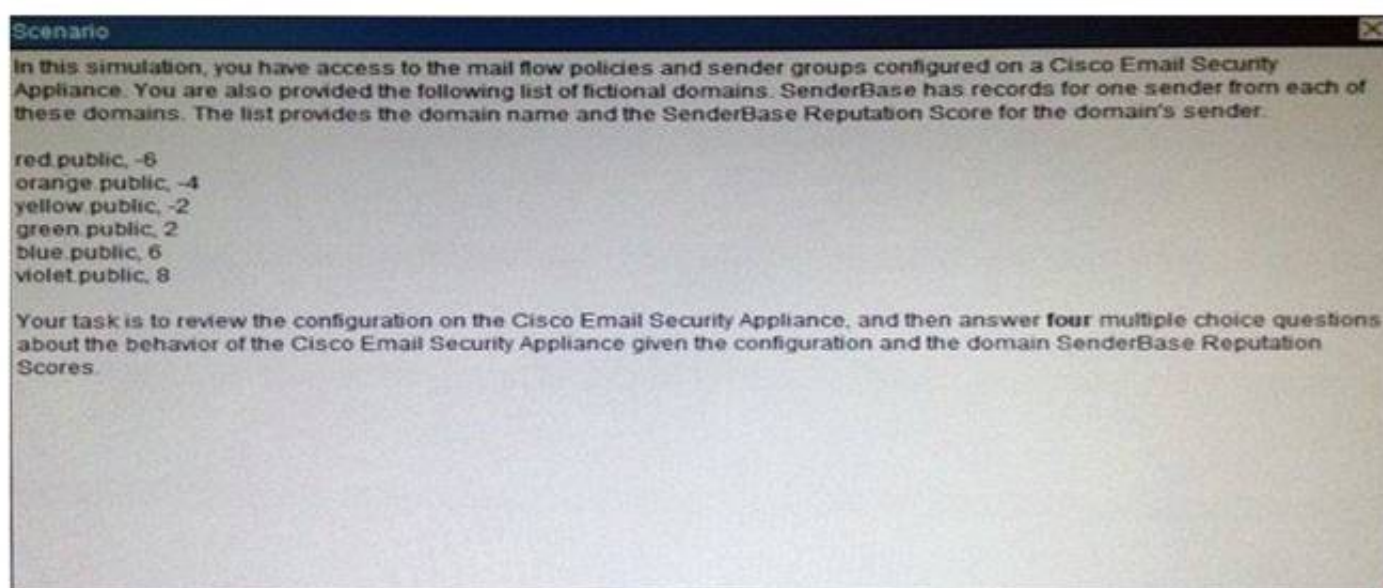 Scenario
In this simulation, you have access to the mail flow policies and sender groups configured on a Cisco Email Security
Appliance. You are also provided the following list of fictional domains. SenderBase has records for one sender from each of
these domains. The list provides the domain name and the SenderBase Reputation Score for the domain's sender.
red.public, -6
orange.public, -4
yellow.public, -2
green.public, 2
blue.public, 6
violet.public, 8
Your task is to review the configuration on the Cisco Email Security Appliance, and then answer four multiple choice questions
about the behavior of the Cisco Email Security Appliance given the configuration and the domain SenderBase Reputation
Scores.